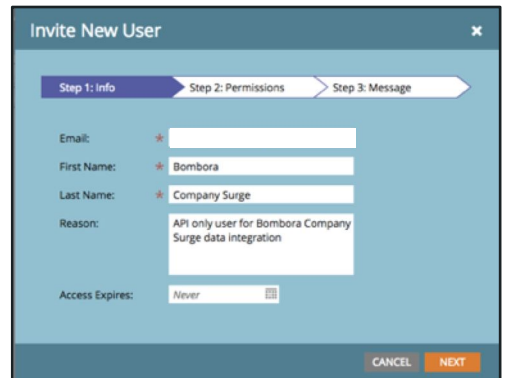 Invite New User ×
Step 1: Info Step 2: Permissions Step 3: Message
Email: *
First Name: * Bombora
Last Name: * Company Surge
Reason: API only user for Bombora Company
Surge data integration
Access Expires: Never
CANCEL NEXT